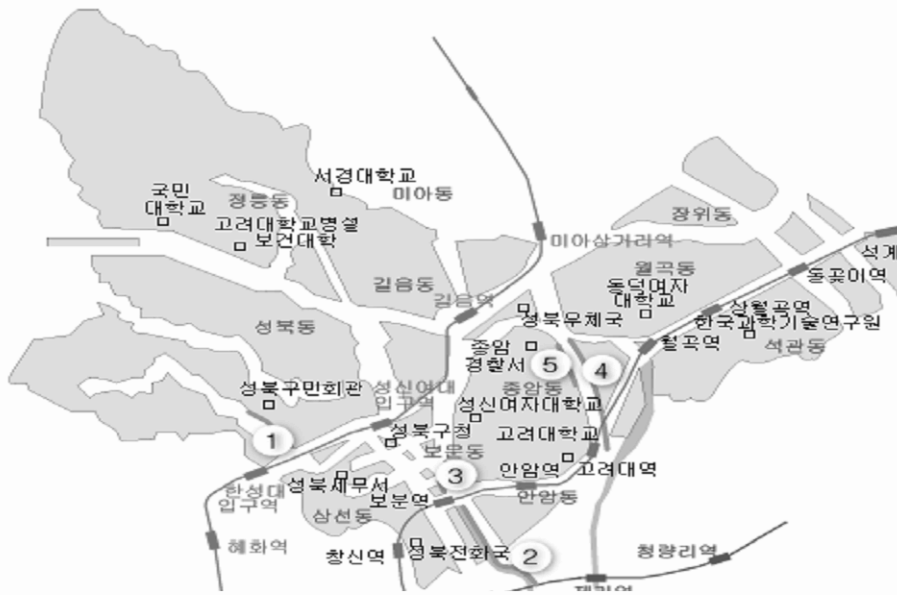 서경대학교
미아동
국민
대학교
정릉동
고려대학교병설
보건대학
장위동
미아삼거리역
석계
월곡동
동덕여자
대학교
돌곶이역
길음동
길음역
상월곡역
성북동
성북우체국
한국과학기술연구원
월곡역
석관동
종암
경찰서
⑤
④
성북구민회관
성신여대
입구역
종암동
성신여자대학교
①
성북구청
고려대학교
보문동
③
안암역
고려대역
성북세무서
한성대
입구역
보문역
안암동
삼선동
혜화역
창신역
성북전화국
②
청량리역